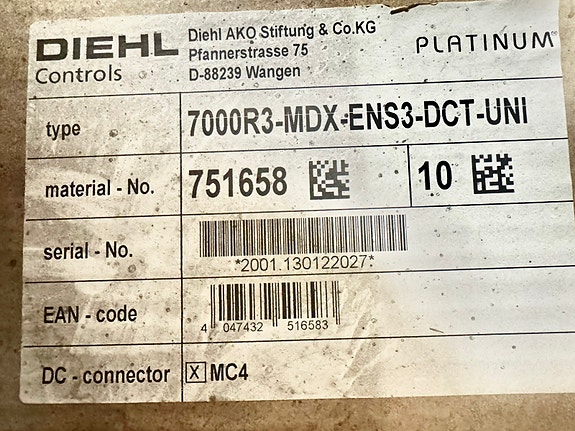 DIEHL
Controls
Diehl AKO Stiftung & Co.KG
Pfannerstrasse 75
D-88239 Wangen
PLATINUM
type 7000R3-MDX-ENS3-DCT-UNI
material - No. 751658 10
serial - No.
*2001.130122027*
EAN - code
4 047432 516583
DC - connector X MC4